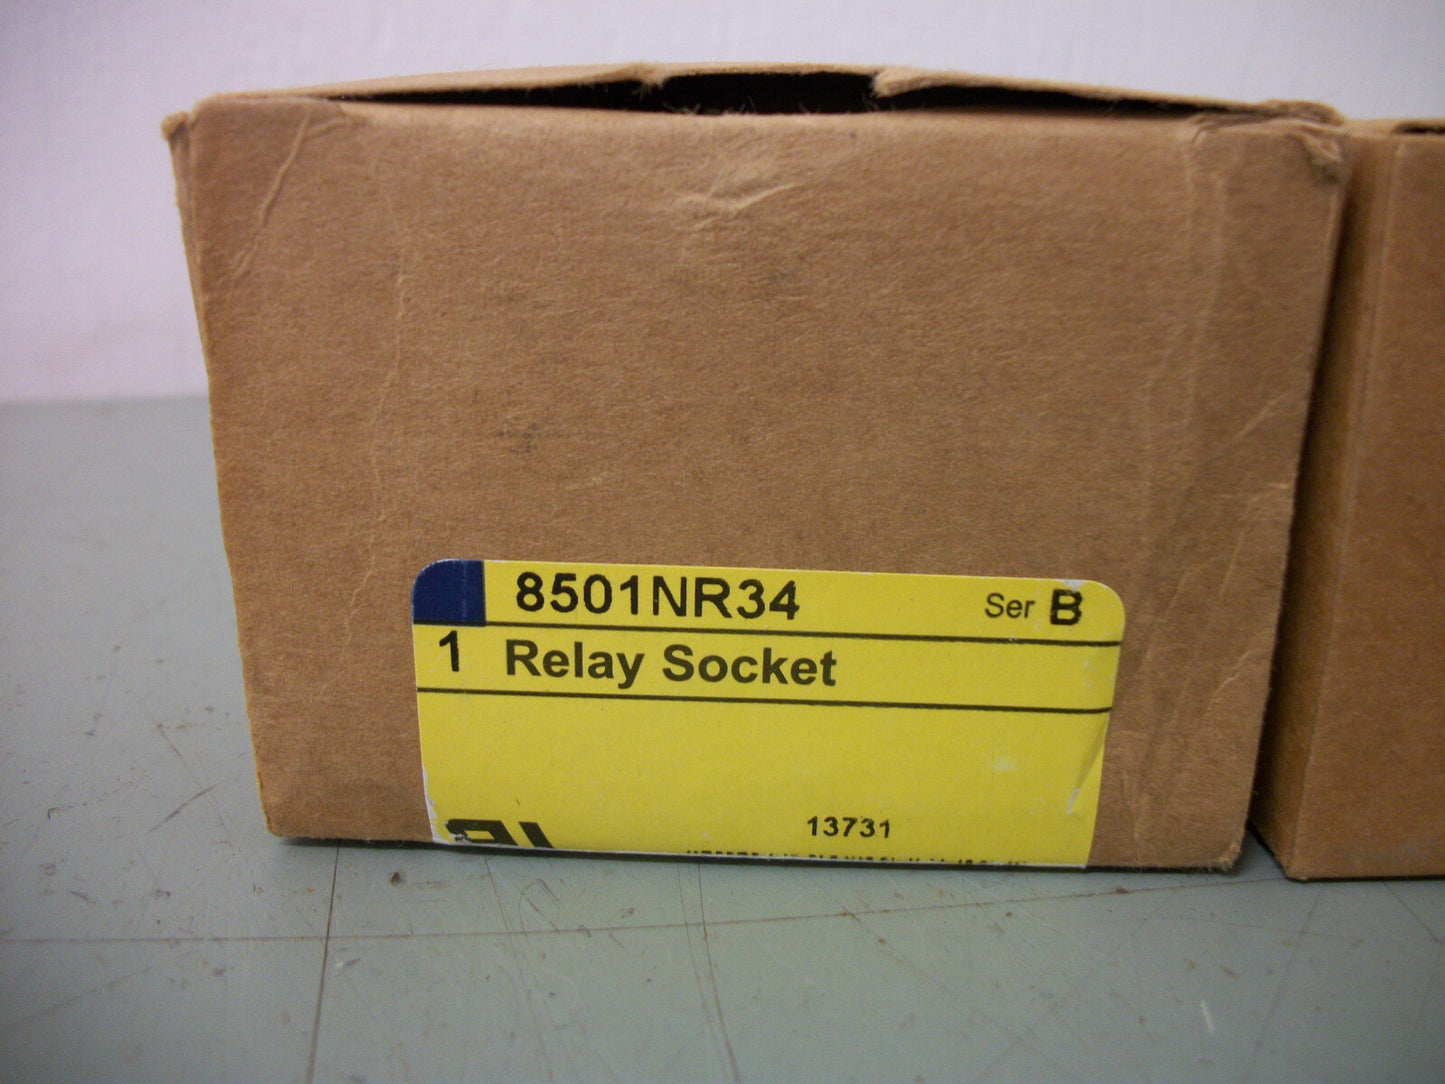 8501NR34 Ser B
1 Relay Socket
13731